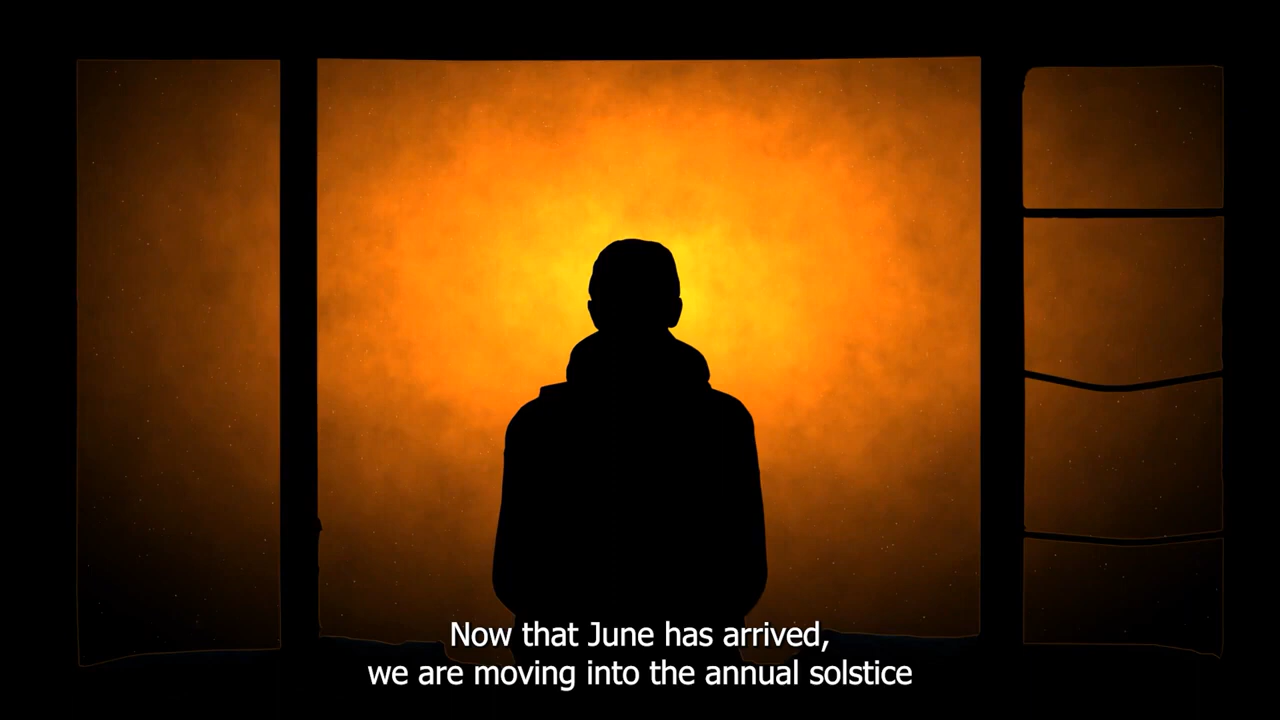 Now that June has arrived,
we are moving into the annual solstice